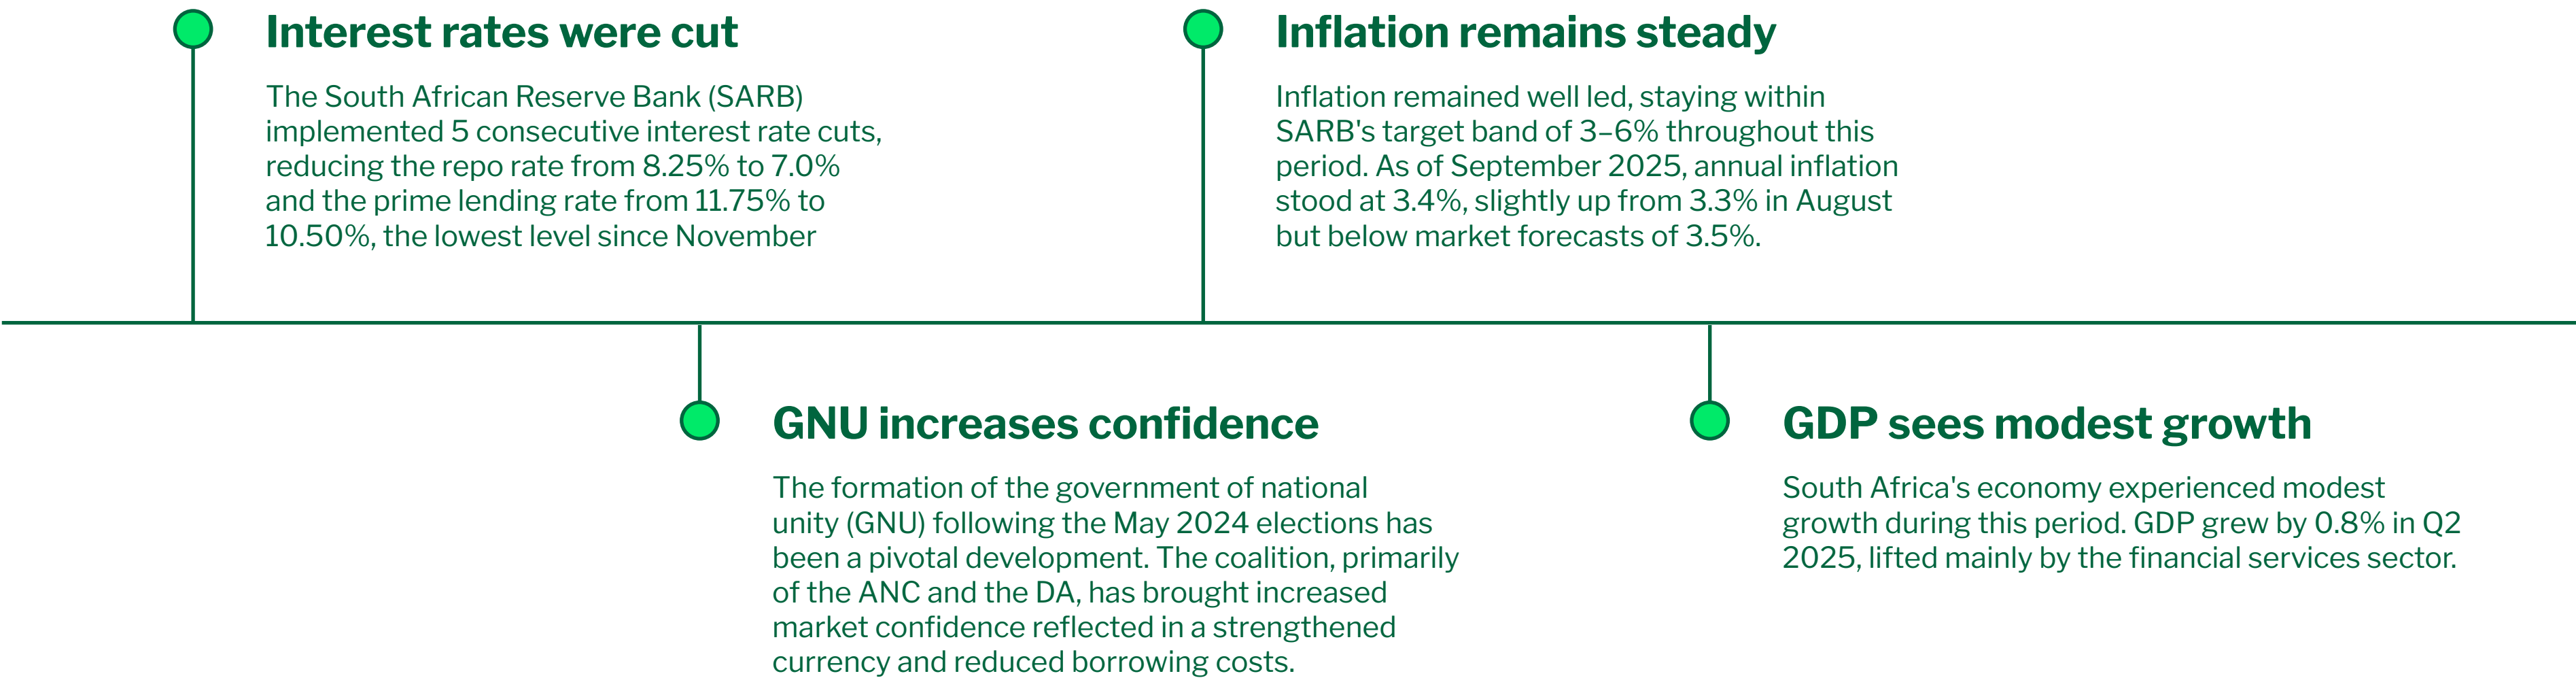 Interest rates were cut
The South African Reserve Bank (SARB)
implemented 5 consecutive interest rate cuts,
reducing the repo rate from 8.25% to 7.0%
and the prime lending rate from 11.75% to
10.50%, the lowest level since November
GNU increases confidence
The formation of the government of national
unity (GNU) following the May 2024 elections has
been a pivotal development. The coalition, primarily
of the ANC and the DA, has brought increased
market confidence reflected in a strengthened
currency and reduced borrowing costs.
Inflation remains steady
Inflation remained well led, staying within
SARB's target band of 3–6% throughout this
period. As of September 2025, annual inflation
stood at 3.4%, slightly up from 3.3% in August
but below market forecasts of 3.5%.
GDP sees modest growth
South Africa's economy experienced modest
growth during this period. GDP grew by 0.8% in Q2
2025, lifted mainly by the financial services sector.